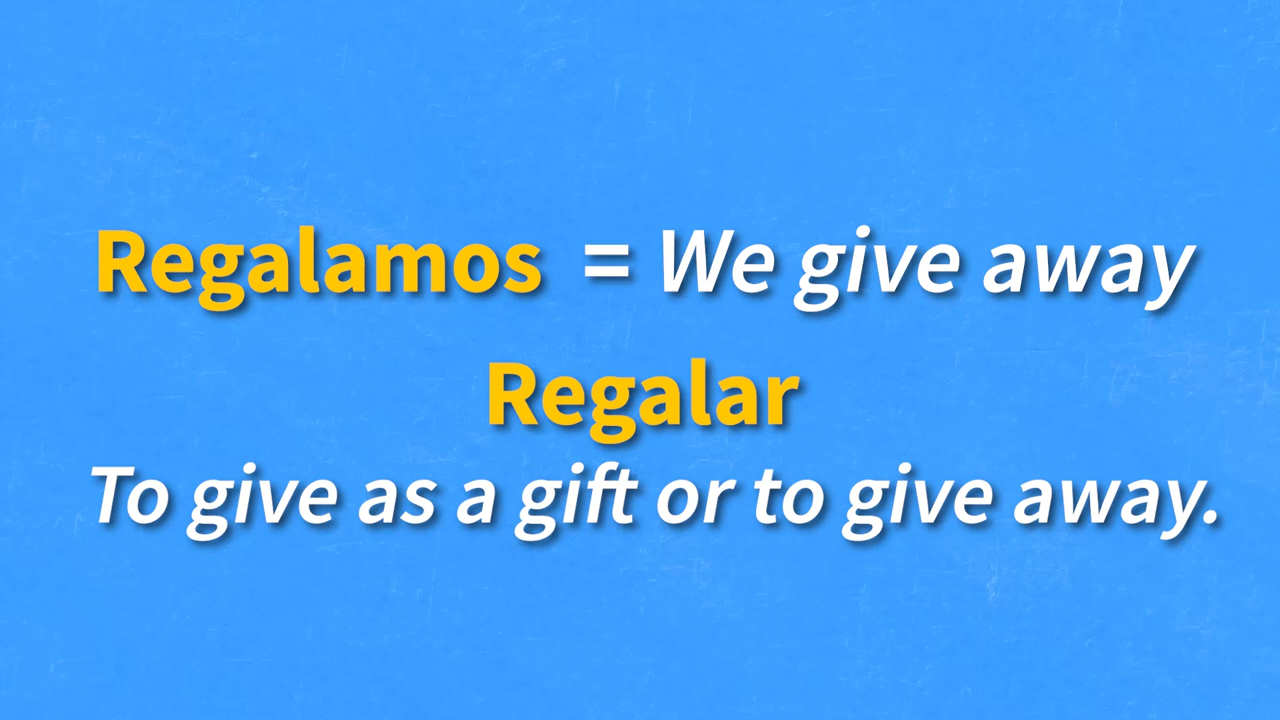 Regalamos = We give away
Regalar
To give as a gift or to give away.